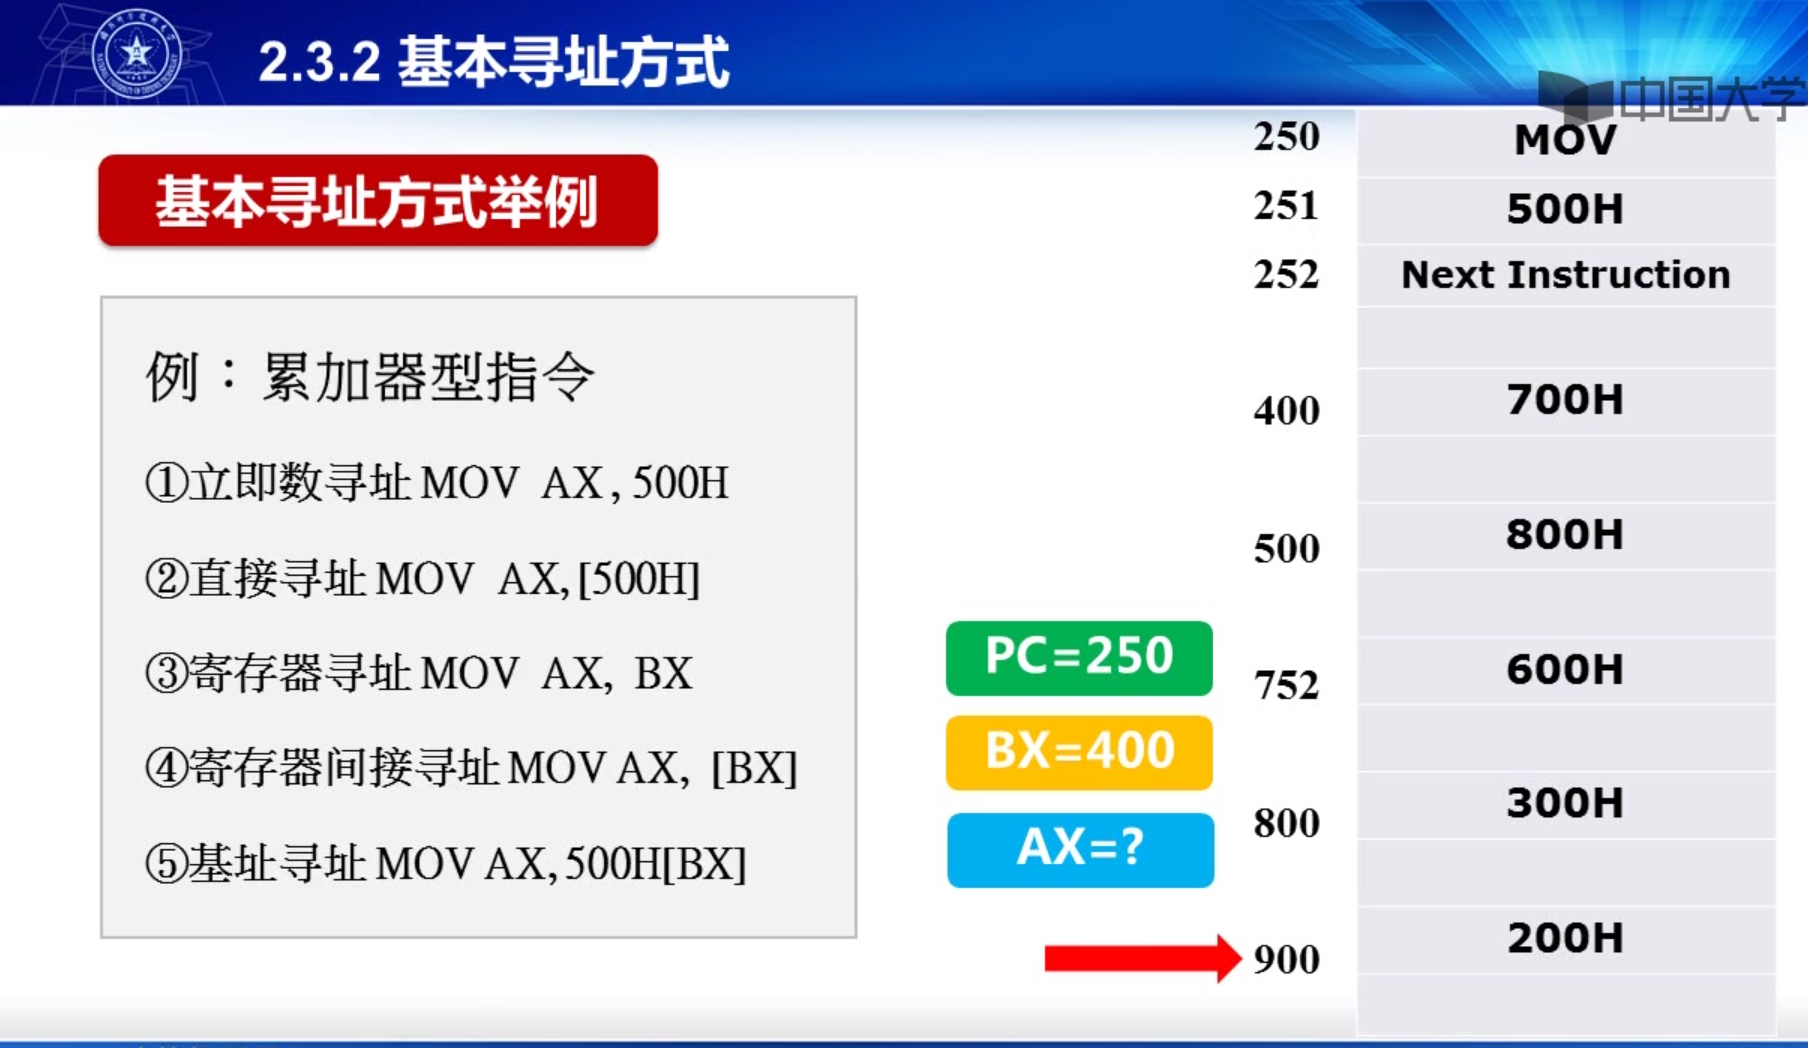 2.3.2 基本寻址方式
中国大学
基本寻址方式举例
例：累加器型指令
①立即数寻址 MOV AX, 500H
②直接寻址 MOV AX, [500H]
③寄存器寻址 MOV AX, BX
④寄存器间接寻址 MOV AX, [BX]
⑤基址寻址 MOV AX, 500H[BX]
PC=250
BX=400
AX=?
250 MOV
251 500H
252 Next Instruction
400 700H
500 800H
752 600H
800 300H
900 200H